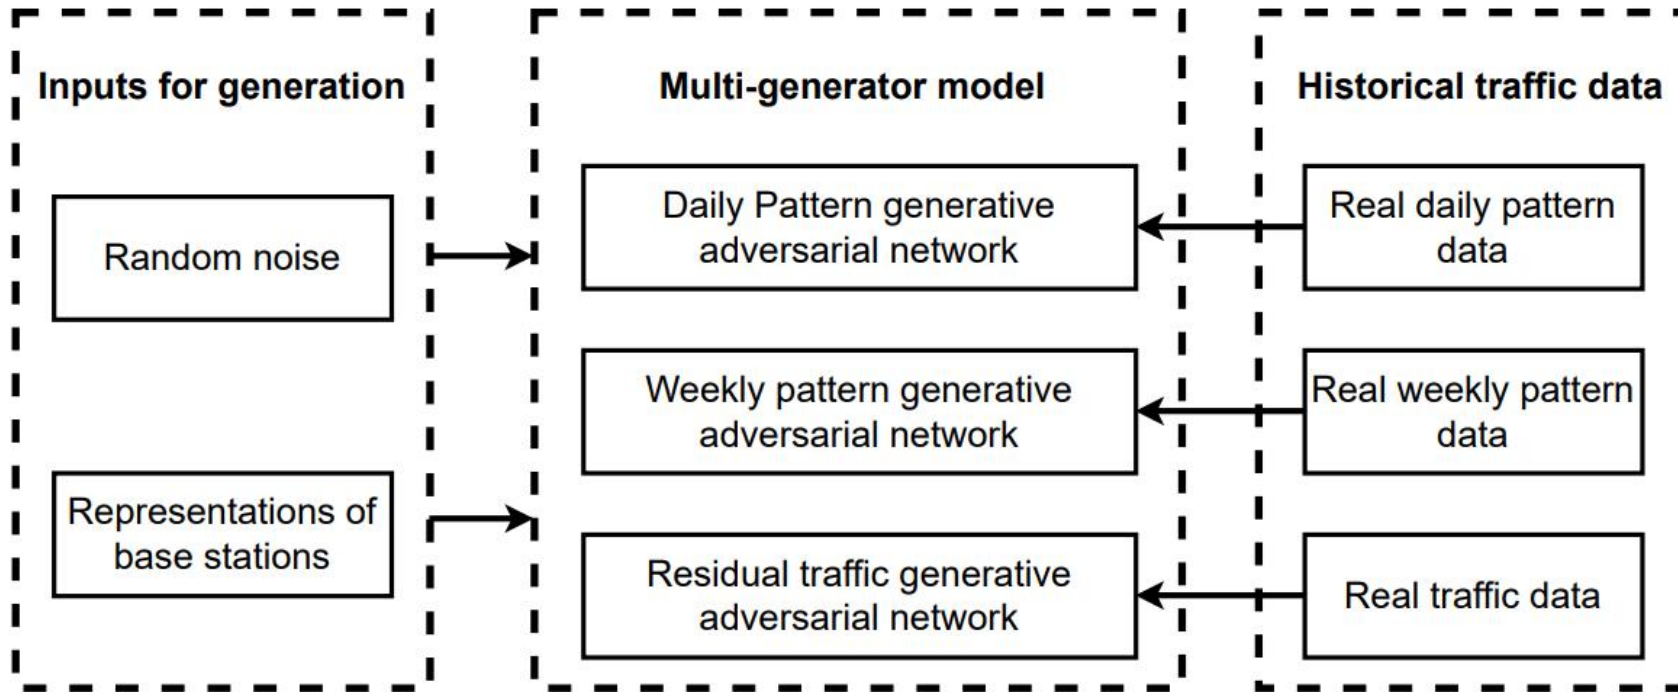 Inputs for generation
Random noise
Representations of
base stations
Multi-generator model
Daily Pattern generative
adversarial network
Weekly pattern generative
adversarial network
Residual traffic generative
adversarial network
Historical traffic data
Real daily pattern
data
Real weekly pattern
data
Real traffic data